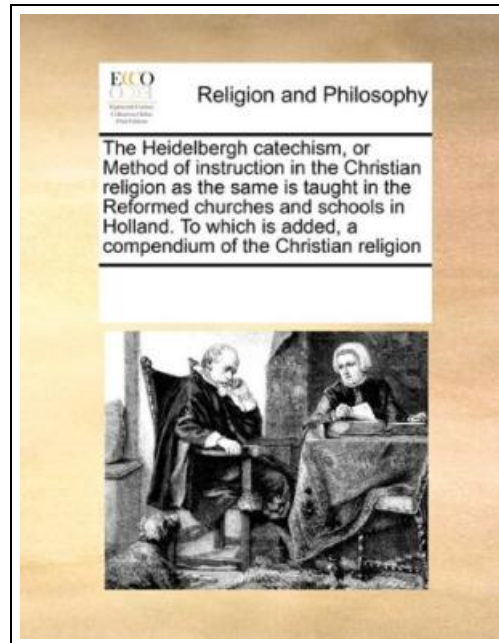 ECCO
Religion and Philosophy
The Heidelbergh catechism, or
Method of instruction in the Christian
religion as the same is taught in the
Reformed churches and schools in
Holland. To which is added, a
compendium of the Christian religion